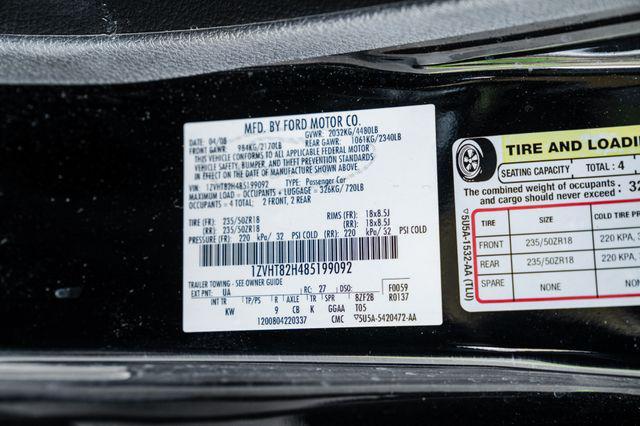 MFD. BY FORD MOTOR CO.
DATE: 04/08 GVWR: 2032KG/4480LB
FRONT GAWR: 984KG/2170LB REAR GAWR: 1061KG/2340LB
THIS VEHICLE CONFORMS TO ALL APPLICABLE FEDERAL MOTOR
VEHICLE SAFETY, BUMPER, AND THEFT PREVENTION STANDARDS
IN EFFECT ON THE DATE OF MANUFACTURE SHOWN ABOVE.
VIN: 1ZVHT82H485199092 TYPE: Passenger Car
MAXIMUM LOAD = OCCUPANTS + LUGGAGE = 326KG/720LB
OCCUPANTS = 4 TOTAL; 2 FRONT, 2 REAR
TIRE (FR): 235/50ZR18 RIMS (FR): 18x8.5J
(RR): 235/50ZR18 (RR): 18x8.5J
PRESSURE (FR): 220 kPa/ 32 PSI COLD (RR): 220 kPa/ 32 PSI COLD
1ZVHT82H485199092
TRAILER TOWING - SEE OWNER GUIDE
EXT PNT: UA RC: 27 DSO: F0059
R0137
INT TR TP/PS R AXLE TR SPR BZF2B
KW 9 CB K GGAA T05
1200804220337 CMC 5U5A-5420472-AA
TIRE AND LOADI
SEATING CAPACITY TOTAL : 4
The combined weight of occupants
and cargo should never exceed : 32
TIRE SIZE COLD TIRE PR
FRONT 235/50ZR18 220 KPA, 3
REAR 235/50ZR18 220 KPA, 3
SPARE NONE NONE
5U5A-1532-AA (TLU)